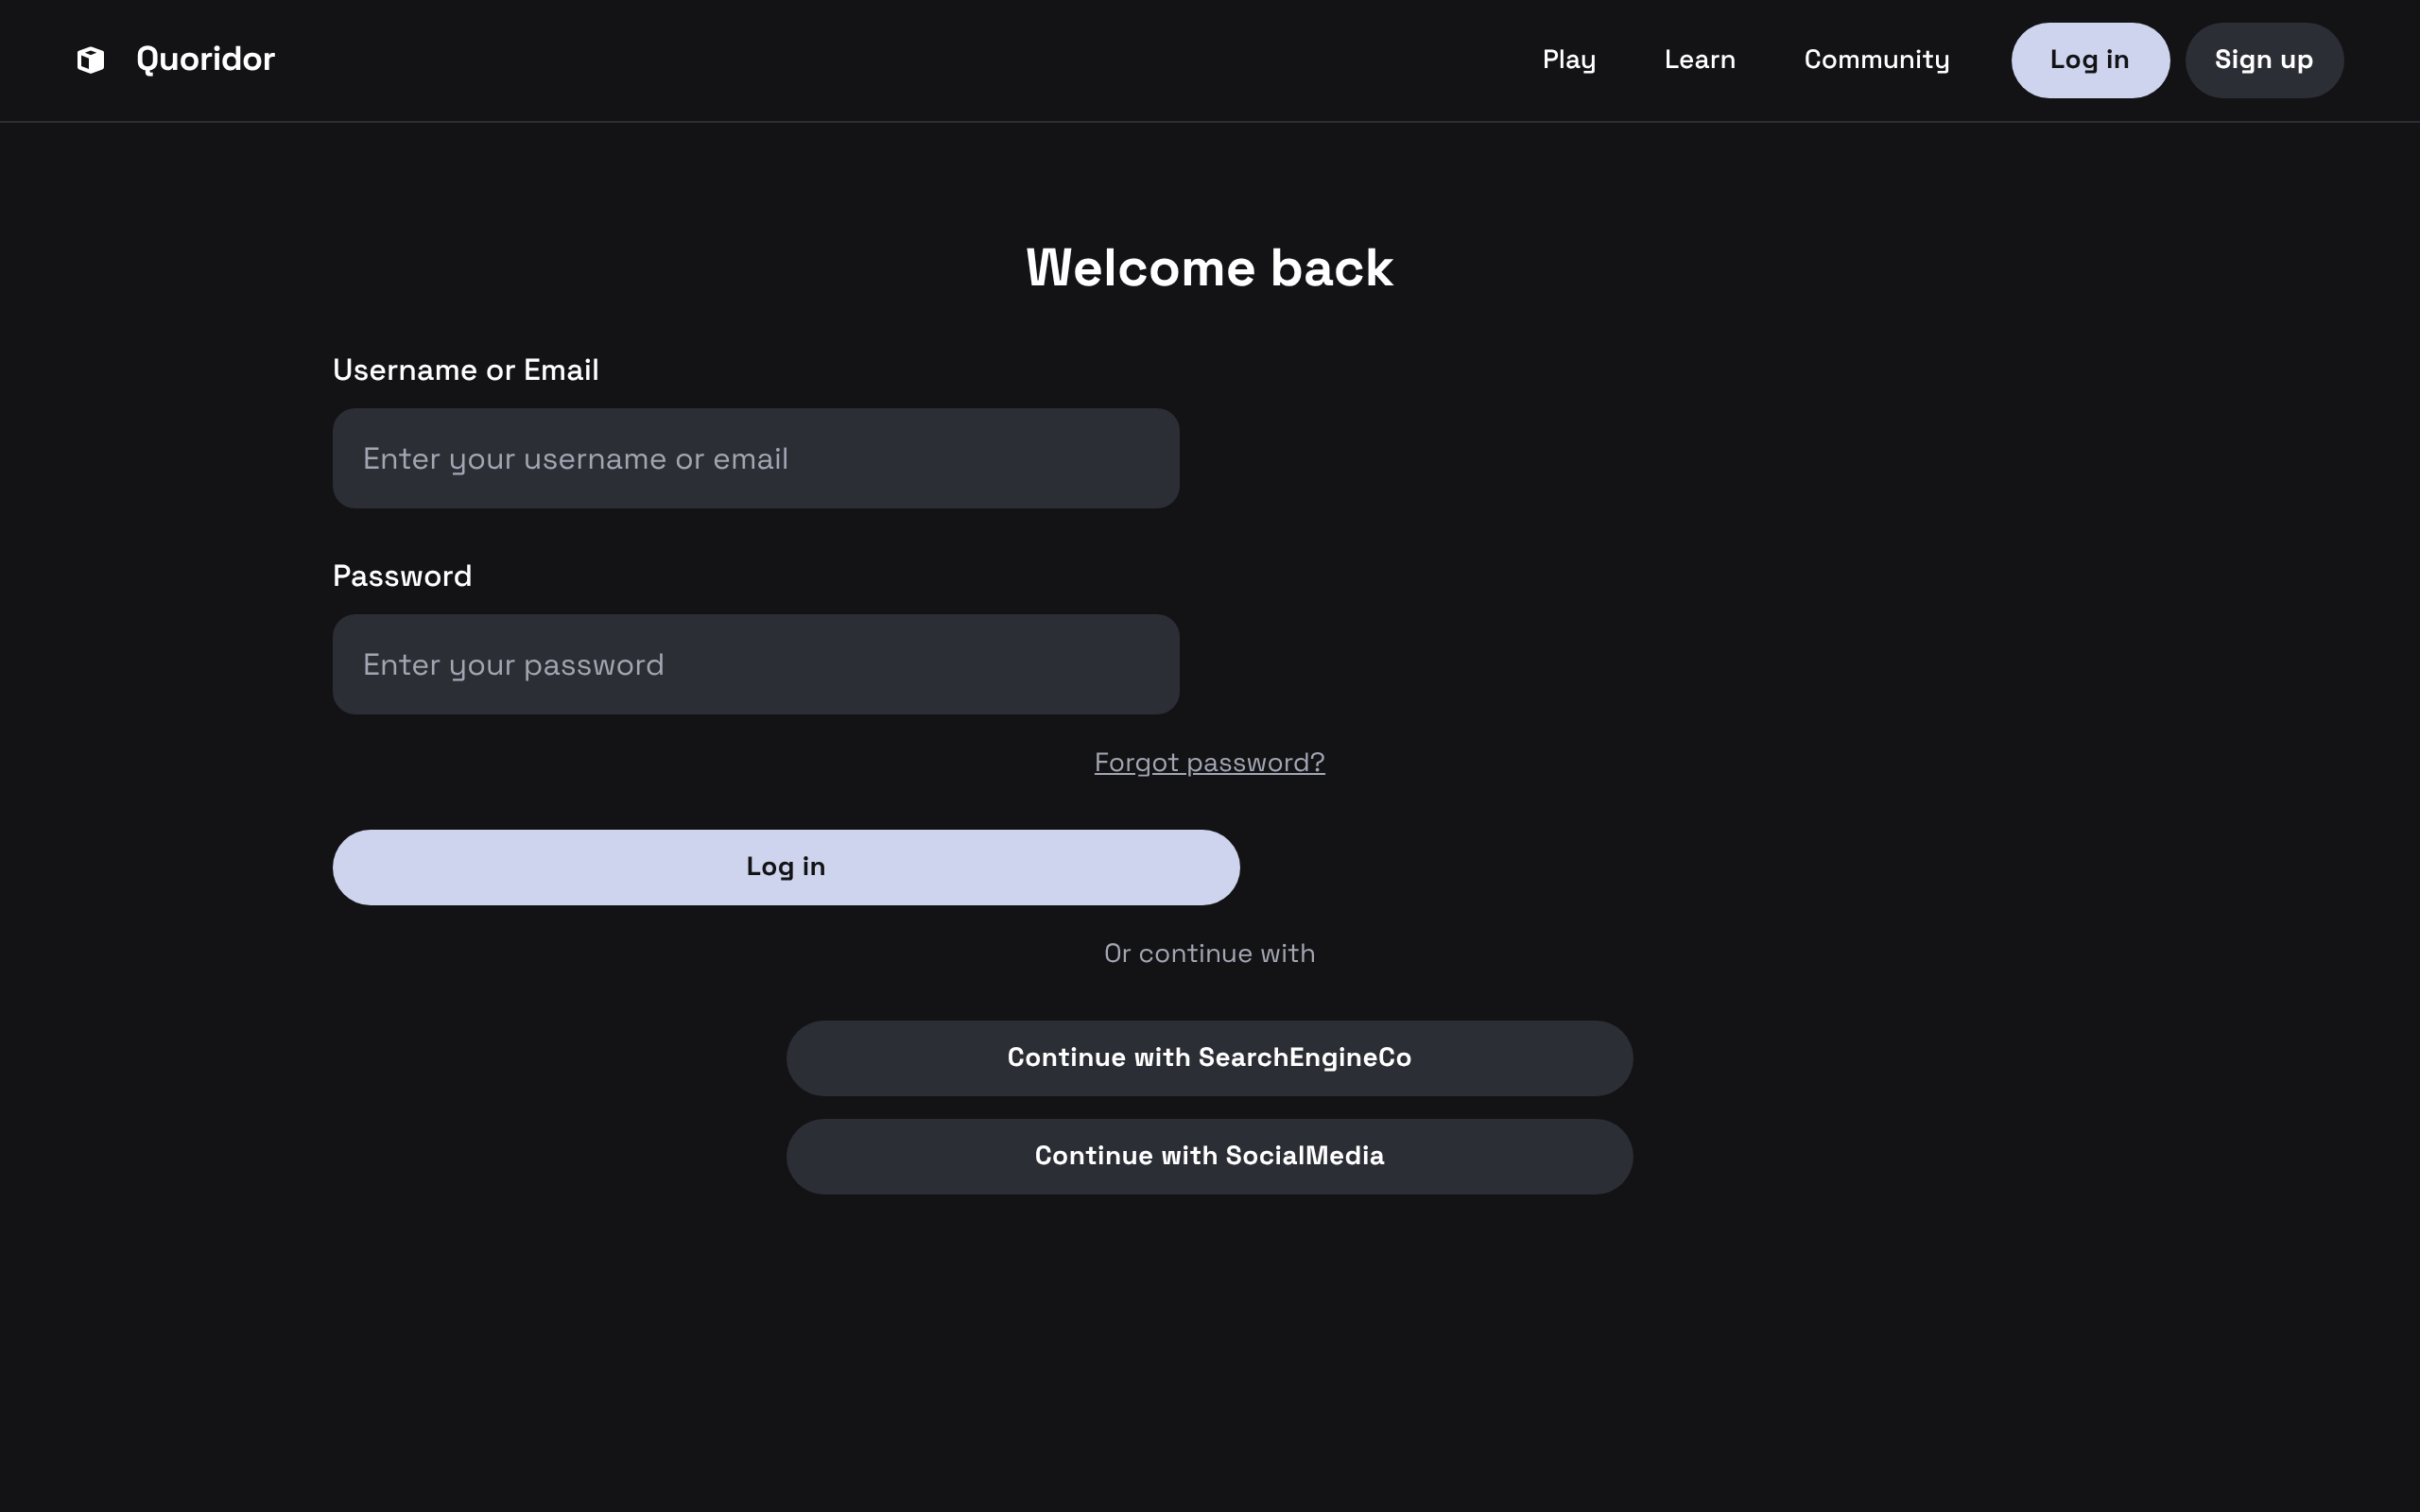 Quoridor
Play
Learn
Community
Log in
Sign up
Welcome back
Username or Email
Enter your username or email
Password
Enter your password
Forgot password?
Log in
Or continue with
Continue with SearchEngineCo
Continue with SocialMedia